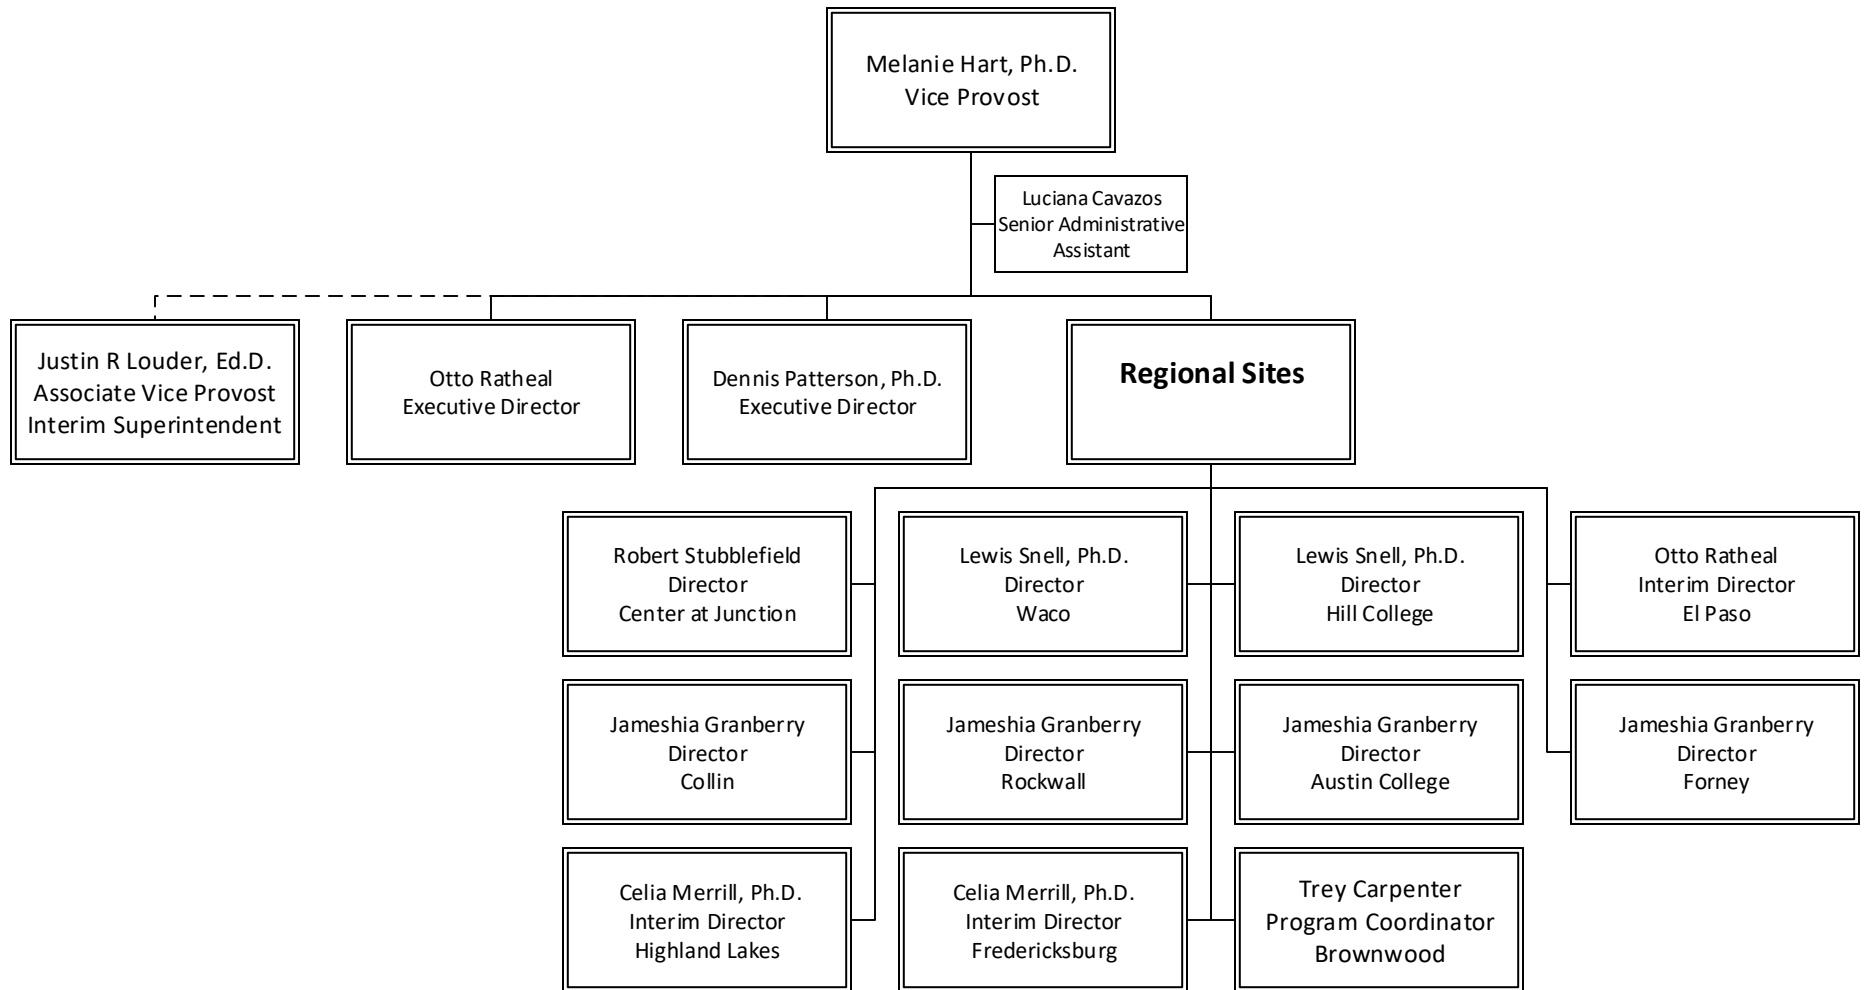 Melanie Hart, Ph.D.
Vice Provost
Luciana Cavazos
Senior Administrative
Assistant
Justin R Louder, Ed.D.
Associate Vice Provost
Interim Superintendent
Otto Ratheal
Executive Director
Dennis Patterson, Ph.D.
Executive Director
Regional Sites
Robert Stubblefield
Director
Center at Junction
Lewis Snell, Ph.D.
Director
Waco
Lewis Snell, Ph.D.
Director
Hill College
Otto Ratheal
Interim Director
El Paso
Jameshia Granberry
Director
Collin
Jameshia Granberry
Director
Rockwall
Jameshia Granberry
Director
Austin College
Jameshia Granberry
Director
Forney
Celia Merrill, Ph.D.
Interim Director
Highland Lakes
Celia Merrill, Ph.D.
Interim Director
Fredericksburg
Trey Carpenter
Program Coordinator
Brownwood